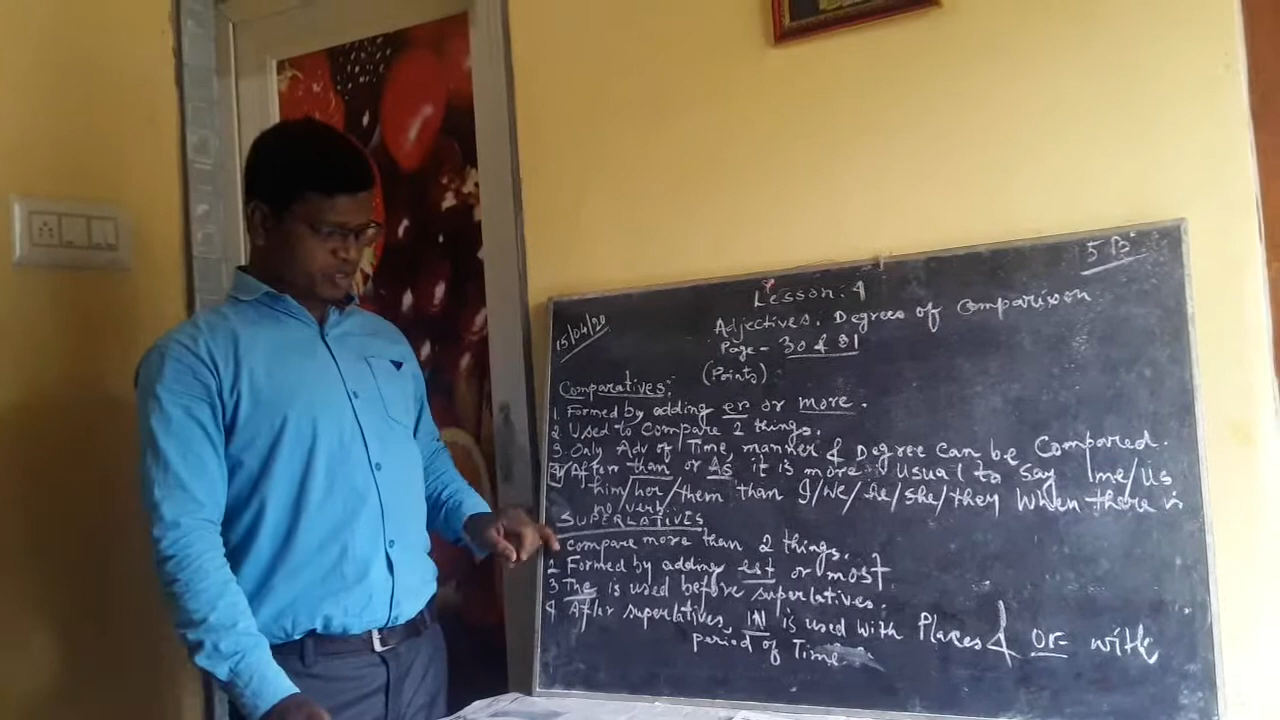 5 B
Lesson: 4
15/04/20
Adjectives. Degrees of Comparison
Page - 30 & 31
(Points)
Comparatives:
1. Formed by adding er or more.
2. Used to compare 2 things.
3. Only Adv of Time, manner & Degree can be Compared.
4 After than or As it is more usual to say me/us
him/her/them than I/we/he/she/they when there is
no verb.
SUPERLATIVES
compare more than 2 things.
2 Formed by adding est or most
3 The is used before superlatives.
4 After superlatives, IN is used with Places & or with
period of Time.